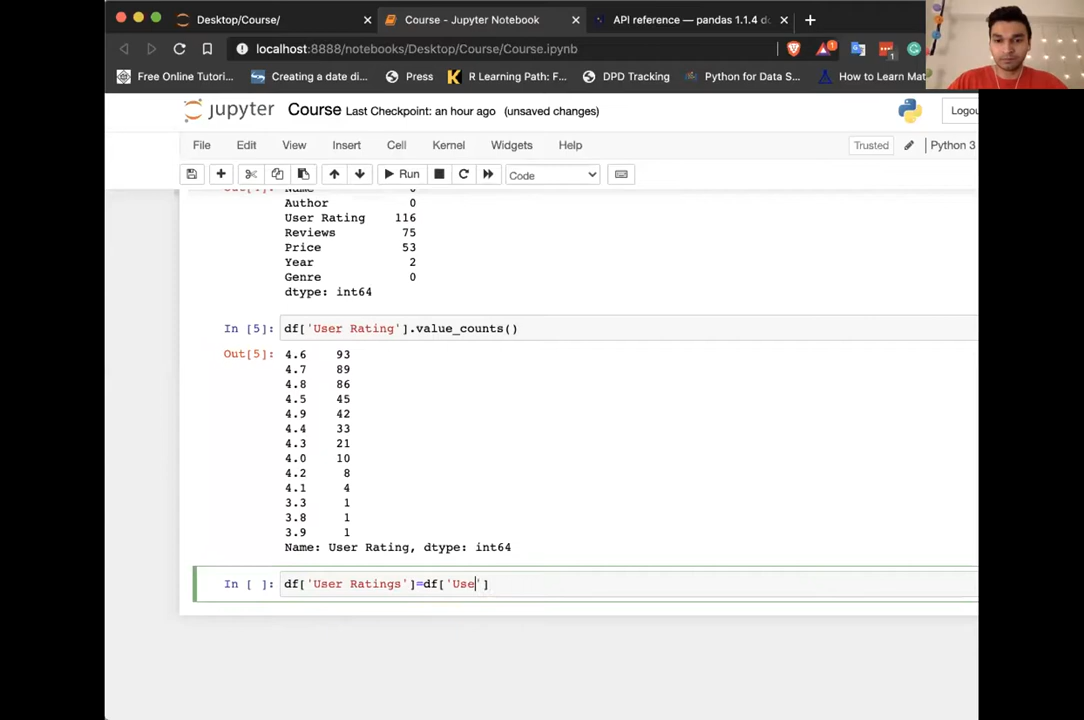 Desktop/Course/
Course - Jupyter Notebook
API reference — pandas 1.1.4 do
localhost:8888/notebooks/Desktop/Course/Course.ipynb
Free Online Tutori...
Creating a date di...
Press
R Learning Path: F...
DPD Tracking
Python for Data S...
How to Learn Mat
jupyter Course Last Checkpoint: an hour ago (unsaved changes)
Logou
File Edit View Insert Cell Kernel Widgets Help
Trusted
Python 3
Run
Code
Author 0
User Rating 116
Reviews 75
Price 53
Year 2
Genre 0
dtype: int64
In [5]: df['User Rating'].value_counts()
Out[5]: 4.6 93
4.7 89
4.8 86
4.5 45
4.9 42
4.4 33
4.3 21
4.0 10
4.2 8
4.1 4
3.3 1
3.8 1
3.9 1
Name: User Rating, dtype: int64
In [ ]: df['User Ratings']=df['Use']